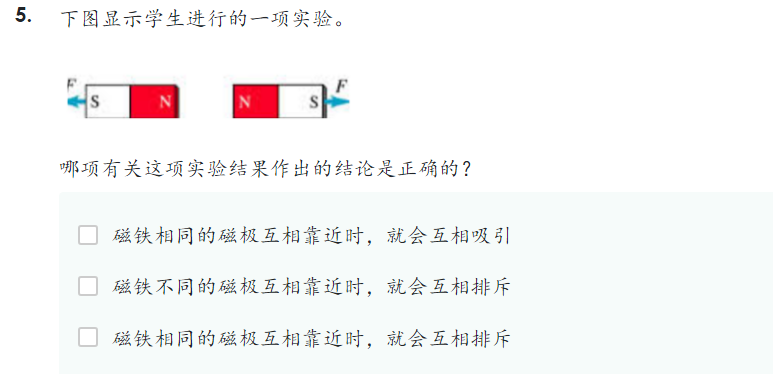 5. 下图显示学生进行的一项实验。
F F
S N N S
哪项有关这项实验结果作出的结论是正确的？
磁铁相同的磁极互相靠近时，就会互相吸引
磁铁不同的磁极互相靠近时，就会互相排斥
磁铁相同的磁极互相靠近时，就会互相排斥